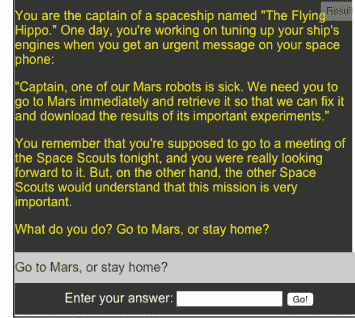 You are the captain of a spaceship named "The Flying
Hippo." One day, you're working on tuning up your ship's
engines when you get an urgent message on your space
phone:
"Captain, one of our Mars robots is sick. We need you to
go to Mars immediately and retrieve it so that we can fix it
and download the results of its important experiments."
You remember that you're supposed to go to a meeting of
the Space Scouts tonight, and you were really looking
forward to it. But, on the other hand, the other Space
Scouts would understand that this mission is very
important.
What do you do? Go to Mars, or stay home?
Go to Mars, or stay home?
Enter your answer: Go!